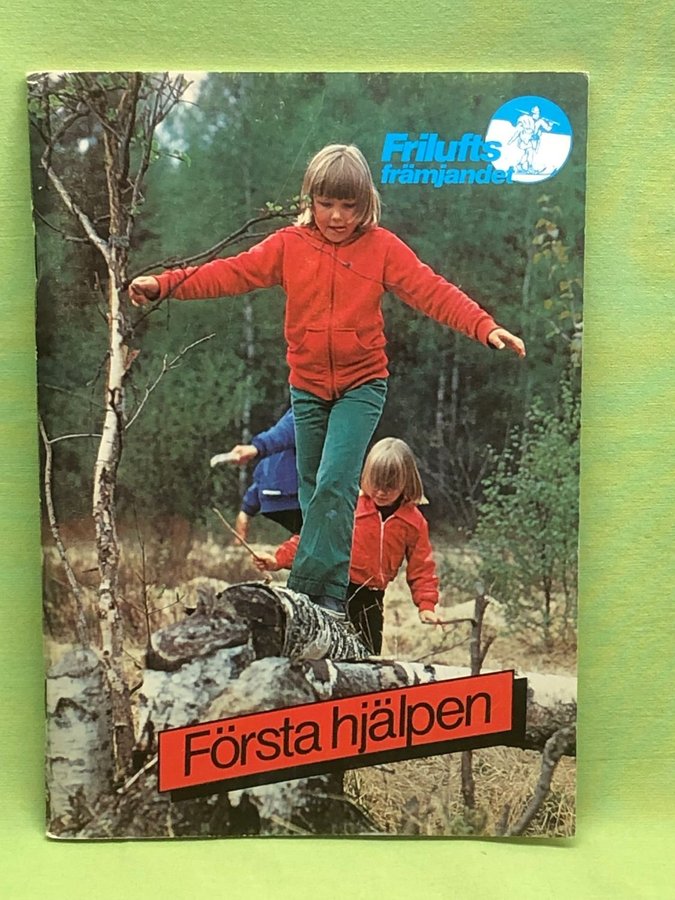 Frilufts
främjandet
Första hjälpen